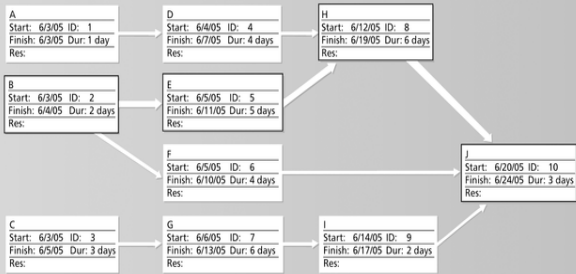 A
Start: 6/3/05 ID: 1
Finish: 6/3/05 Dur: 1 day
Res:
D
Start: 6/4/05 ID: 4
Finish: 6/7/05 Dur: 4 days
Res:
H
Start: 6/12/05 ID: 8
Finish: 6/19/05 Dur: 6 days
Res:
B
Start: 6/3/05 ID: 2
Finish: 6/4/05 Dur: 2 days
Res:
E
Start: 6/5/05 ID: 5
Finish: 6/11/05 Dur: 5 days
Res:
F
Start: 6/5/05 ID: 6
Finish: 6/10/05 Dur: 4 days
Res:
J
Start: 6/20/05 ID: 10
Finish: 6/24/05 Dur: 3 days
Res:
C
Start: 6/3/05 ID: 3
Finish: 6/5/05 Dur: 3 days
Res:
G
Start: 6/6/05 ID: 7
Finish: 6/13/05 Dur: 6 days
Res:
I
Start: 6/14/05 ID: 9
Finish: 6/17/05 Dur: 2 days
Res: